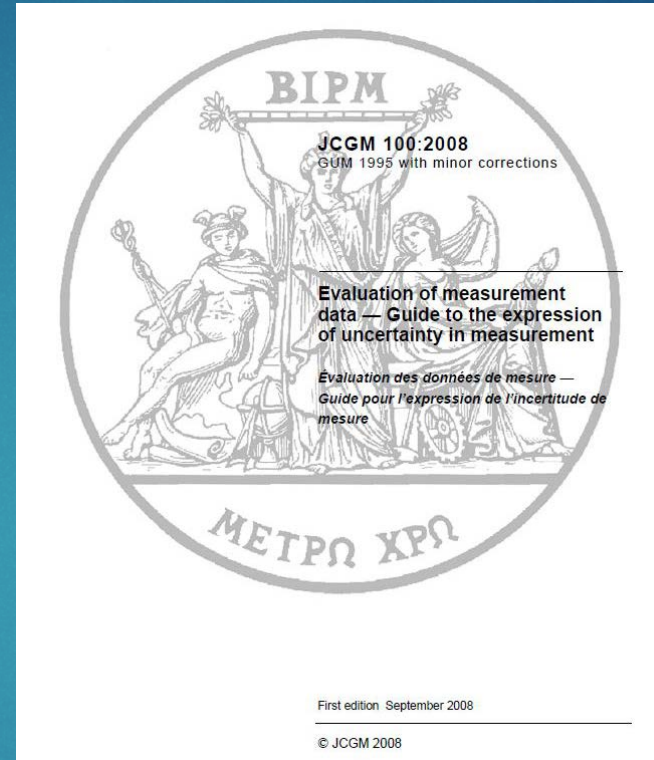 BIPM
JCGM 100:2008
GUM 1995 with minor corrections
Evaluation of measurement
data — Guide to the expression
of uncertainty in measurement
Évaluation des données de mesure —
Guide pour l'expression de l'incertitude de
mesure
ΜΕΤΡΩ ΧΡΩ
First edition September 2008
© JCGM 2008